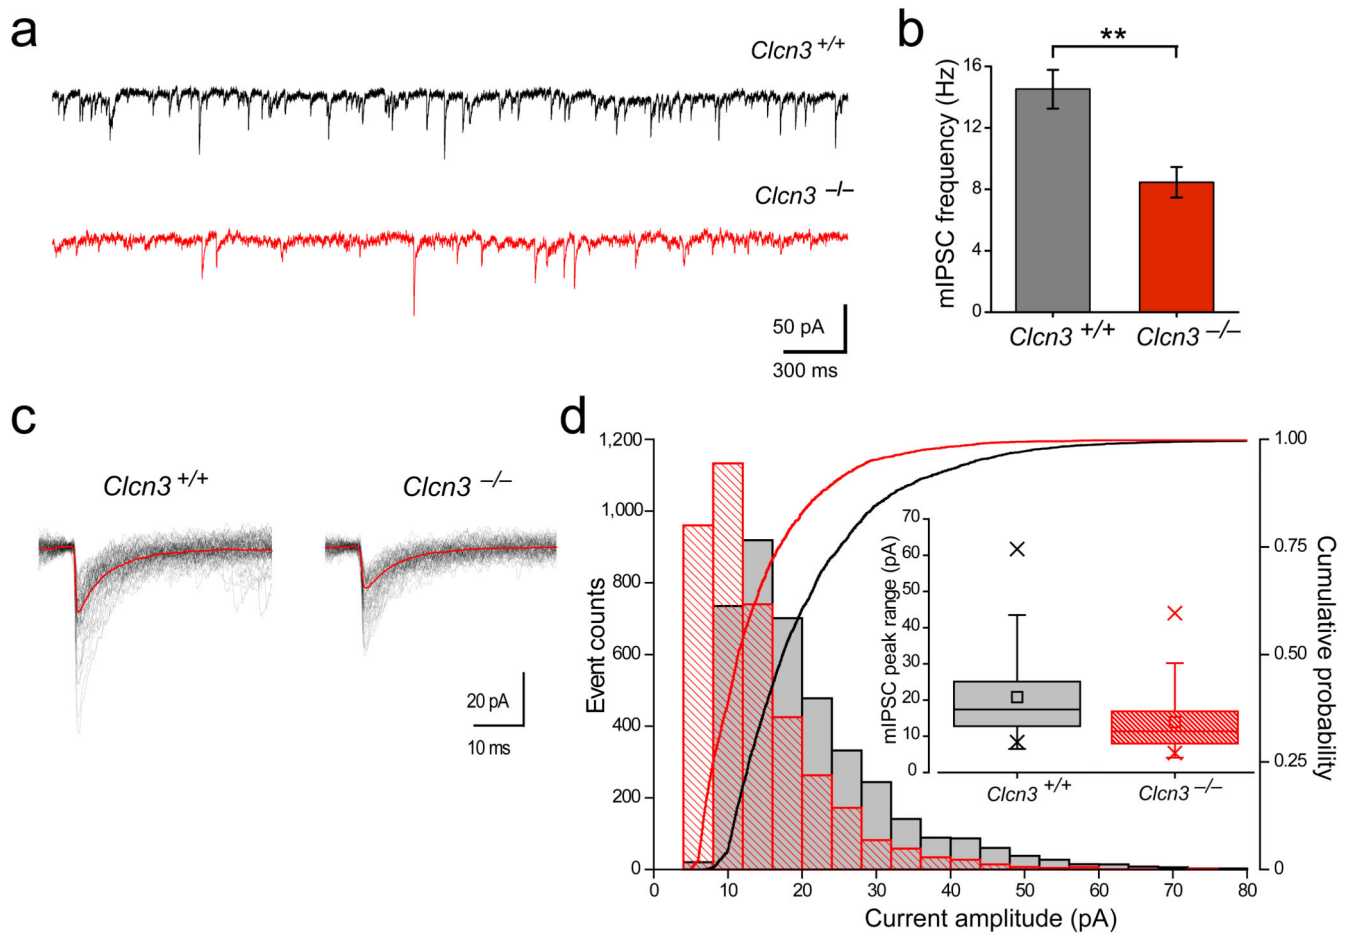 a
Clcn3 +/+
Clcn3 –/–
50 pA
300 ms
b
**
16
12
8
4
0
mIPSC frequency (Hz)
Clcn3 +/+
Clcn3 –/–
c
Clcn3 +/+
Clcn3 –/–
20 pA
10 ms
d
1,200
1,000
800
600
400
200
0
Event counts
0 10 20 30 40 50 60 70 80
Current amplitude (pA)
1.00
0.75
0.50
0.25
0
Cumulative probability
70
60
50
40
30
20
10
0
mIPSC peak range (pA)
Clcn3 +/+
Clcn3 –/–